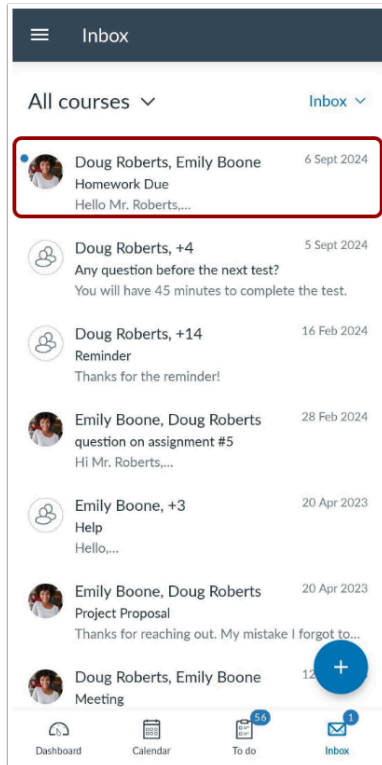 Inbox
All courses
Inbox
Doug Roberts, Emily Boone
6 Sept 2024
Homework Due
Hello Mr. Roberts,...
Doug Roberts, +4
5 Sept 2024
Any question before the next test?
You will have 45 minutes to complete the test.
Doug Roberts, +14
16 Feb 2024
Reminder
Thanks for the reminder!
Emily Boone, Doug Roberts
28 Feb 2024
question on assignment #5
Hi Mr. Roberts,...
Emily Boone, +3
20 Apr 2023
Help
Hello,...
Emily Boone, Doug Roberts
20 Apr 2023
Project Proposal
Thanks for reaching out. My mistake I forgot to...
Doug Roberts, Emily Boone
Meeting
+
56
1
Dashboard
Calendar
To do
Inbox